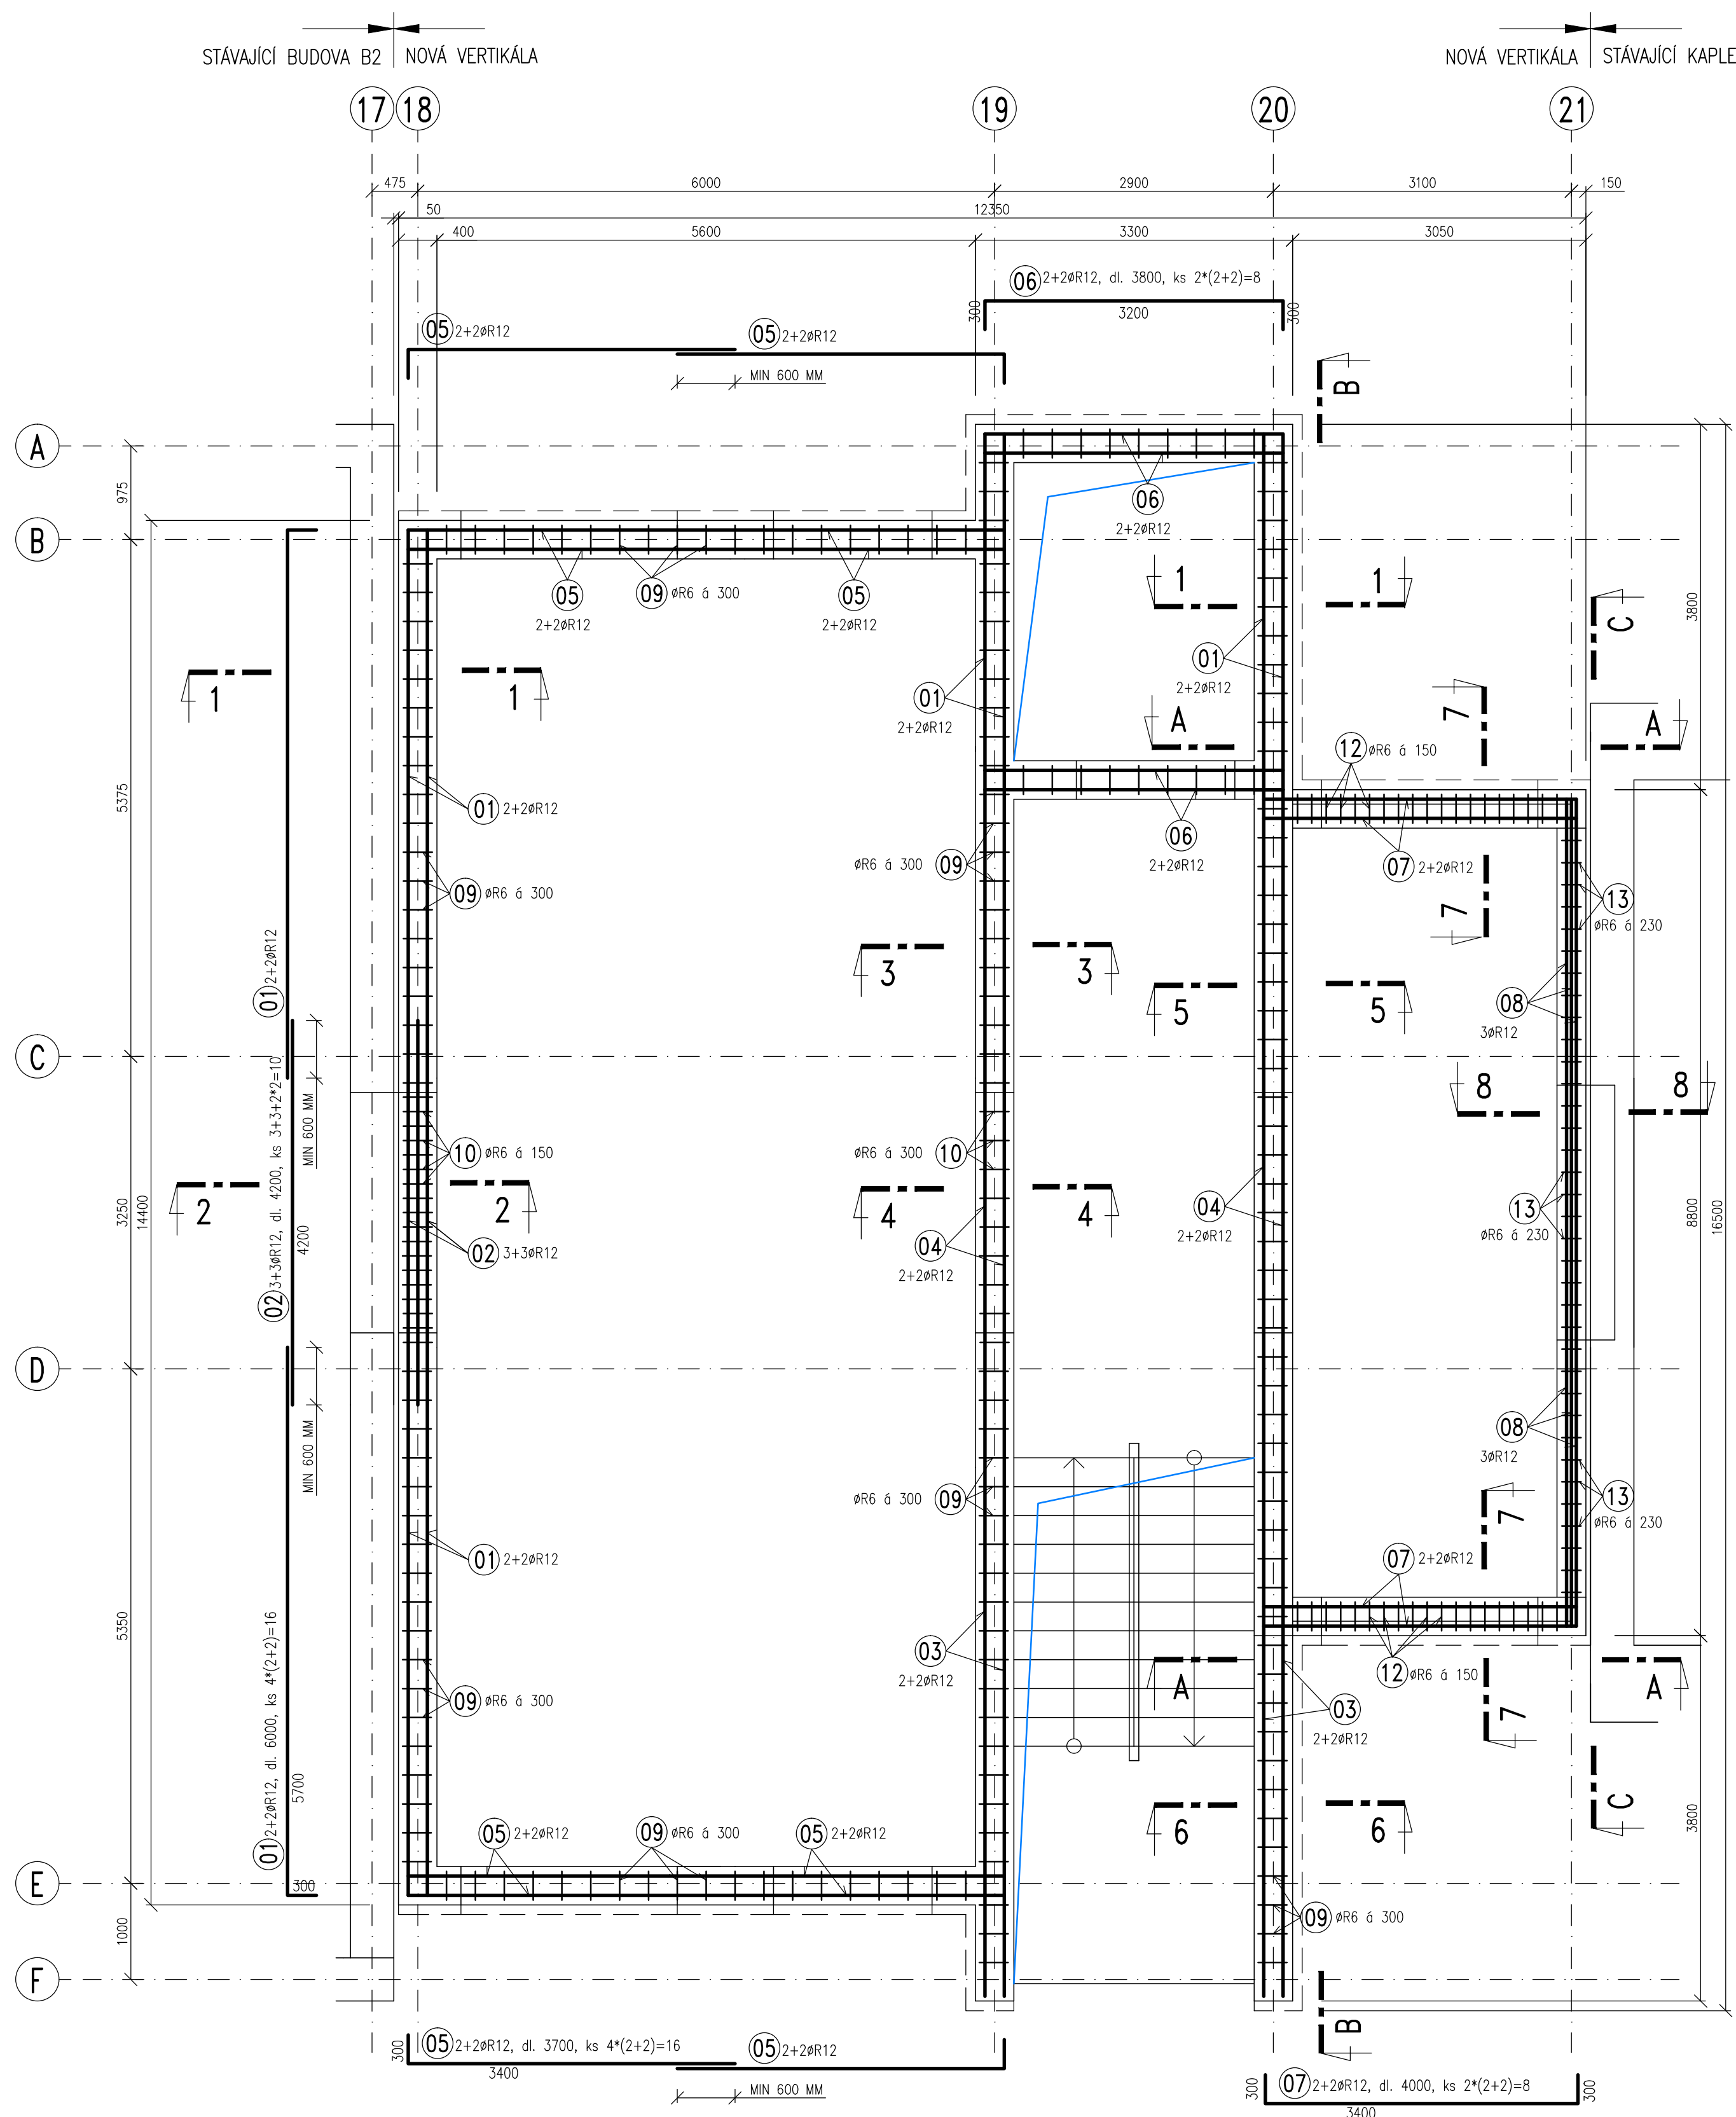 STÁVAJÍCÍ BUDOVA B2
NOVÁ VERTIKÁLA
NOVÁ VERTIKÁLA
STÁVAJÍCÍ KAPLE
17
18
19
20
21
475
6000
2900
3100
150
50
12350
400
5600
3300
3050
06 2+2øR12, dl. 3800, ks 2*(2+2)=8
300
3200
300
05 2+2øR12
05 2+2øR12
MIN 600 MM
B
A
975
B
06
2+2øR12
05
2+2øR12
09 øR6 á 300
05
2+2øR12
1
1
3800
C
1
1
01
2+2øR12
01
2+2øR12
7
A
A
12 øR6 á 150
5375
01 2+2øR12
06
2+2øR12
07 2+2øR12
øR6 á 300 09
09 øR6 á 300
13
øR6 á 230
7
01 2+2øR12
3
3
5
5
08
3øR12
C
MIN 600 MM
8
8
10 øR6 á 150
øR6 á 300 10
02 3+3øR12, dl. 4200, ks 3+3+2*2=10
4200
3250
14400
2
2
4
4
04
2+2øR12
04
2+2øR12
02 3+3øR12
13
øR6 á 230
8800
16500
D
MIN 600 MM
08
3øR12
øR6 á 300 09
13
øR6 á 230
7
01 2+2øR12
07 2+2øR12
5350
03
2+2øR12
A
A
12 øR6 á 150
09 øR6 á 300
03
2+2øR12
7
01 2+2øR12, dl. 6000, ks 4*(2+2)=16
5700
300
05 2+2øR12
09 øR6 á 300
05 2+2øR12
6
6
C
3800
E
09 øR6 á 300
1000
F
B
300
05 2+2øR12, dl. 3700, ks 4*(2+2)=16
3400
05 2+2øR12
MIN 600 MM
300
07 2+2øR12, dl. 4000, ks 2*(2+2)=8
300
3400